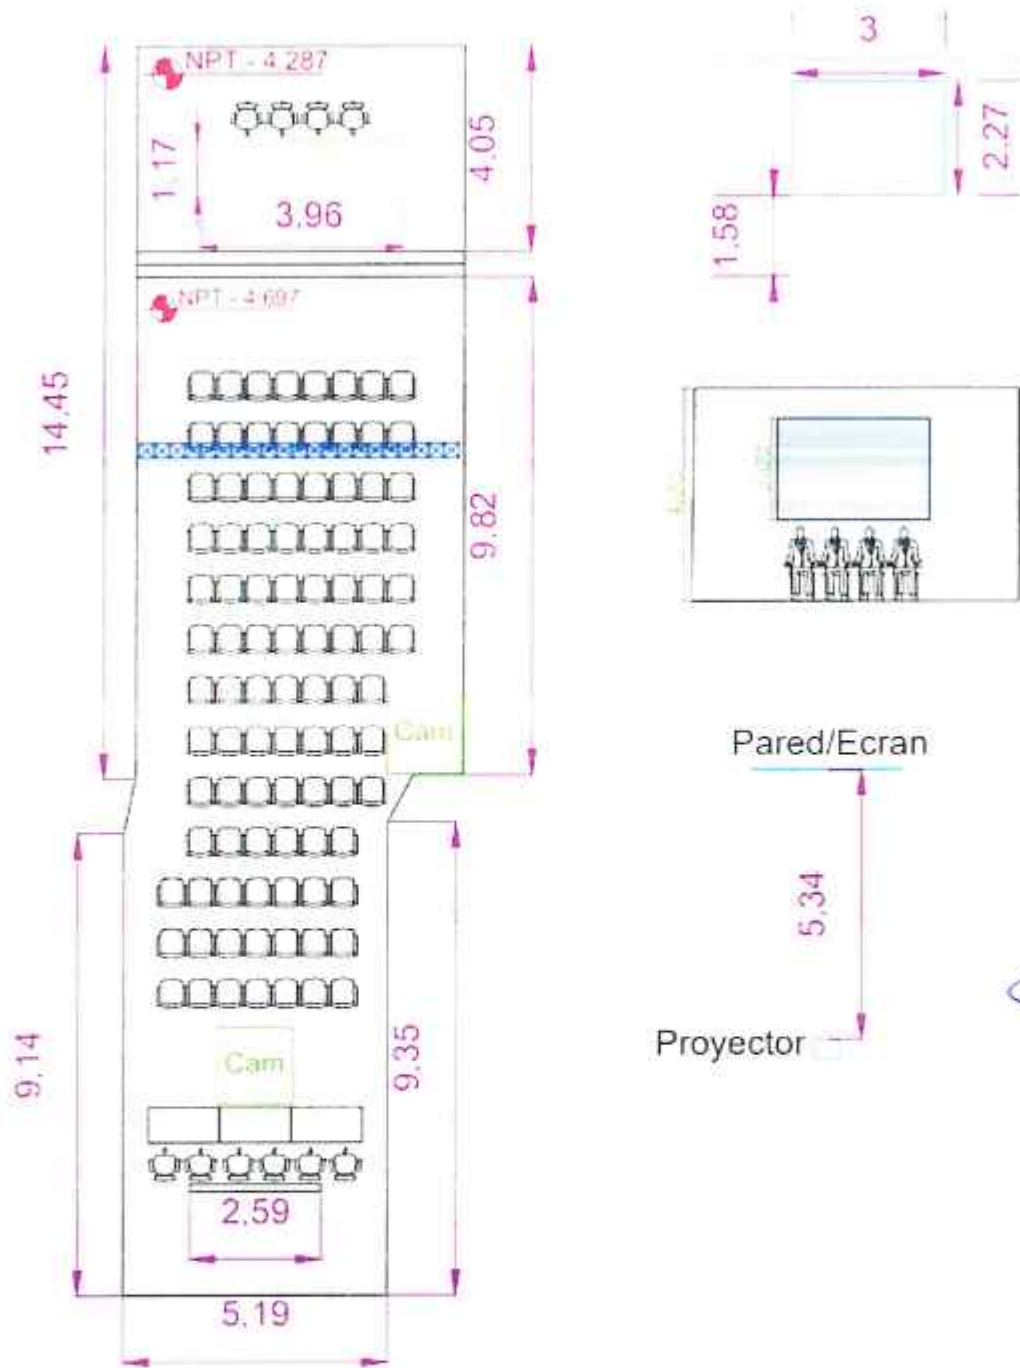 NPT - 4.287
1.17
4.05
3.96
3
2.27
1.58
NPT - 4.697
14.45
9.82
Cam
Pared/Ecran
5.34
Proyector
9.14
9.35
Cam
2.59
5.19